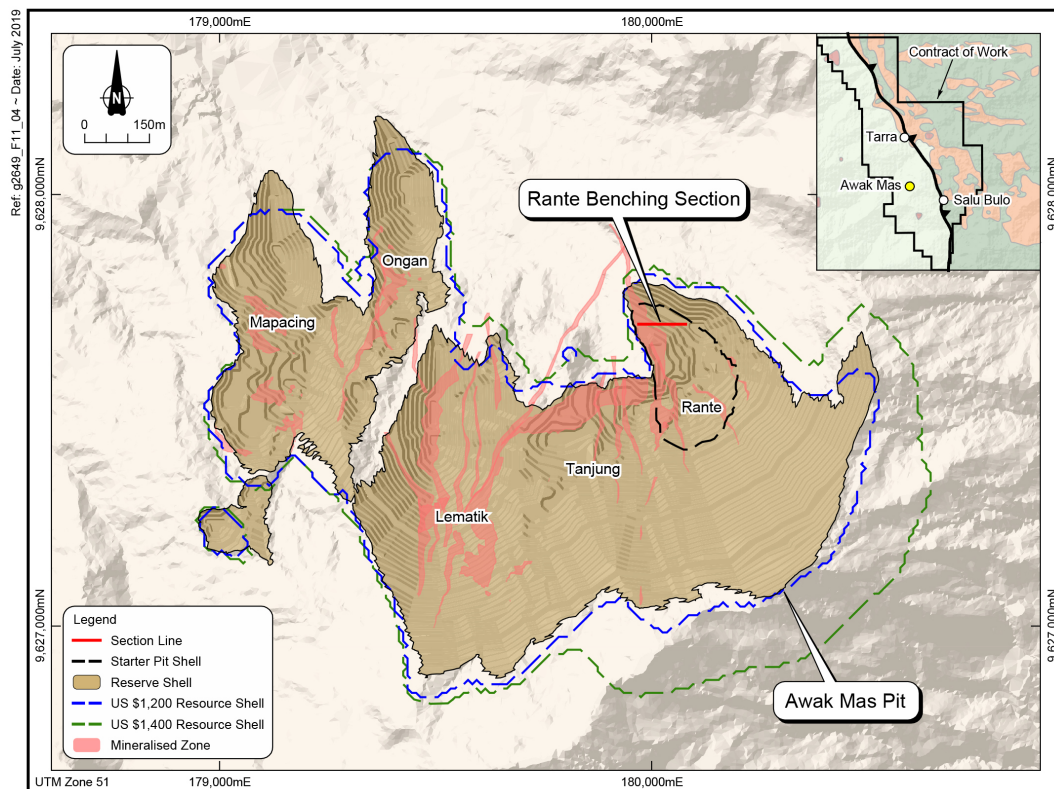 Ref: g2649_F11_04 ~ Date: July 2019
179,000mE
180,000mE
N
0 150m
9,628,000mN
9,628,000mN
Contract of Work
Tarra
Awak Mas
Salu Bulo
Rante Benching Section
Ongan
Mapacing
Rante
Tanjung
Lematik
9,627,000mN
9,627,000mN
Legend
Section Line
Starter Pit Shell
Reserve Shell
US $1,200 Resource Shell
US $1,400 Resource Shell
Mineralised Zone
Awak Mas Pit
UTM Zone 51
179,000mE
180,000mE